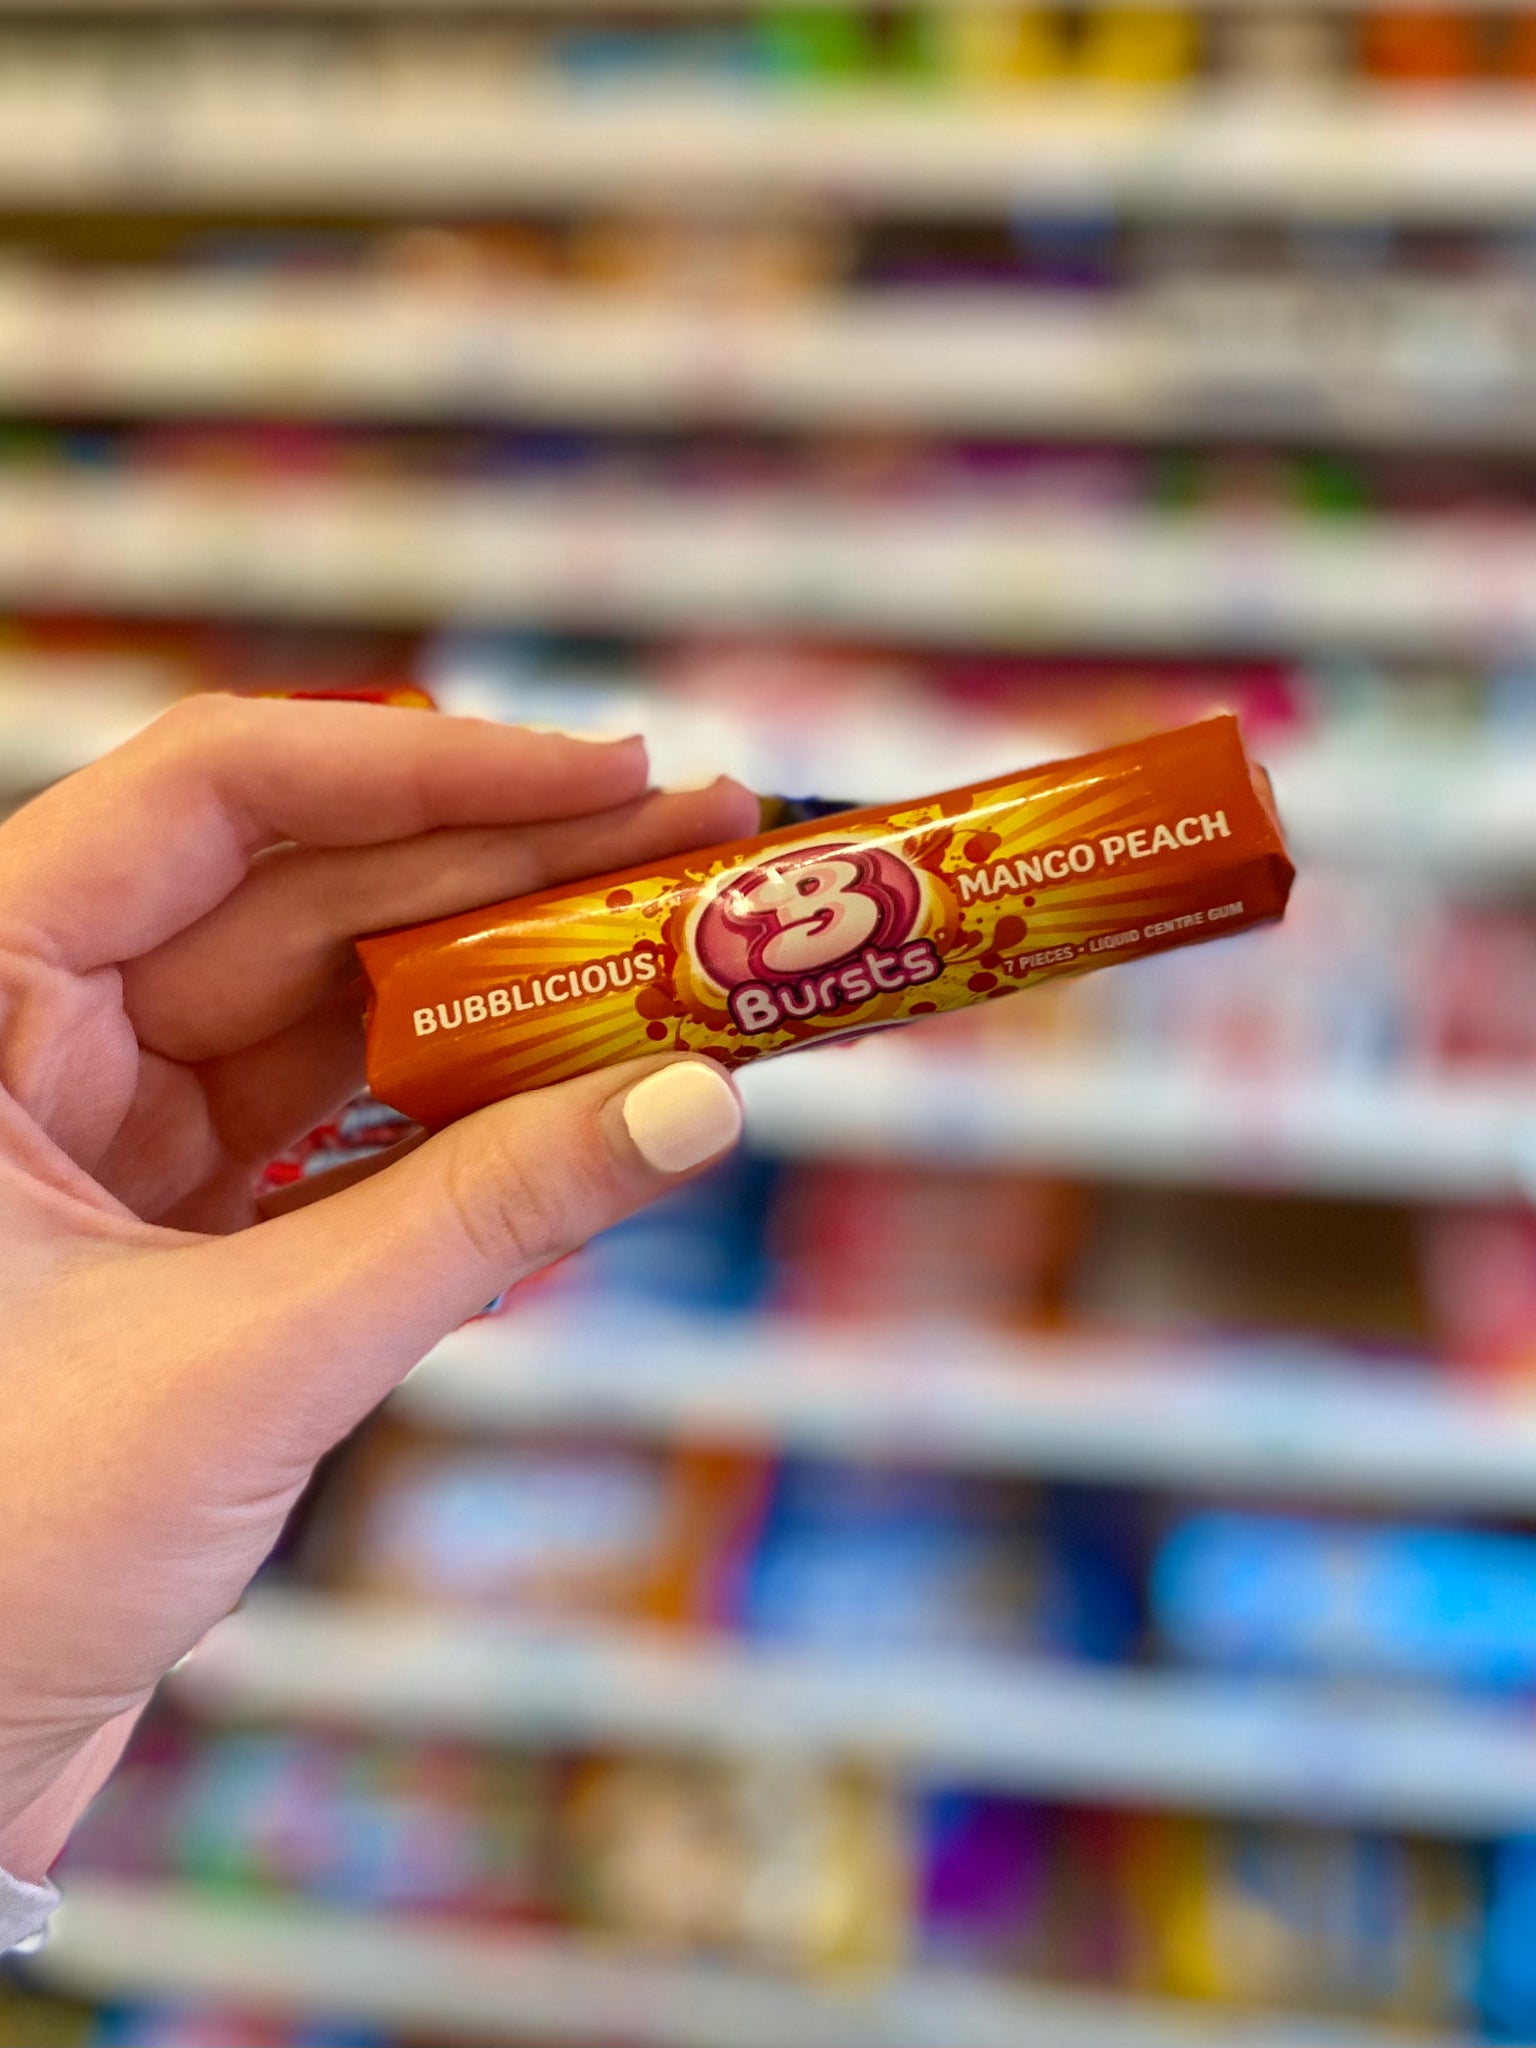 BUBBLICIOUS
B
Bursts
MANGO PEACH
7 PIECES • LIQUID CENTRE GUM